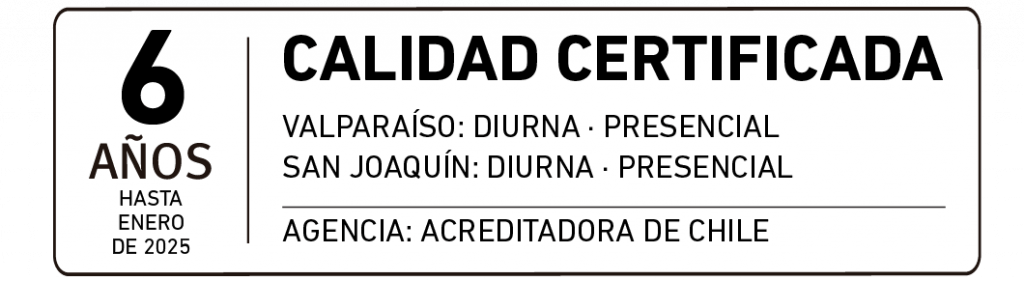 6
AÑOS
HASTA
ENERO
DE 2025
CALIDAD CERTIFICADA
VALPARAÍSO: DIURNA · PRESENCIAL
SAN JOAQUÍN: DIURNA · PRESENCIAL
AGENCIA: ACREDITADORA DE CHILE